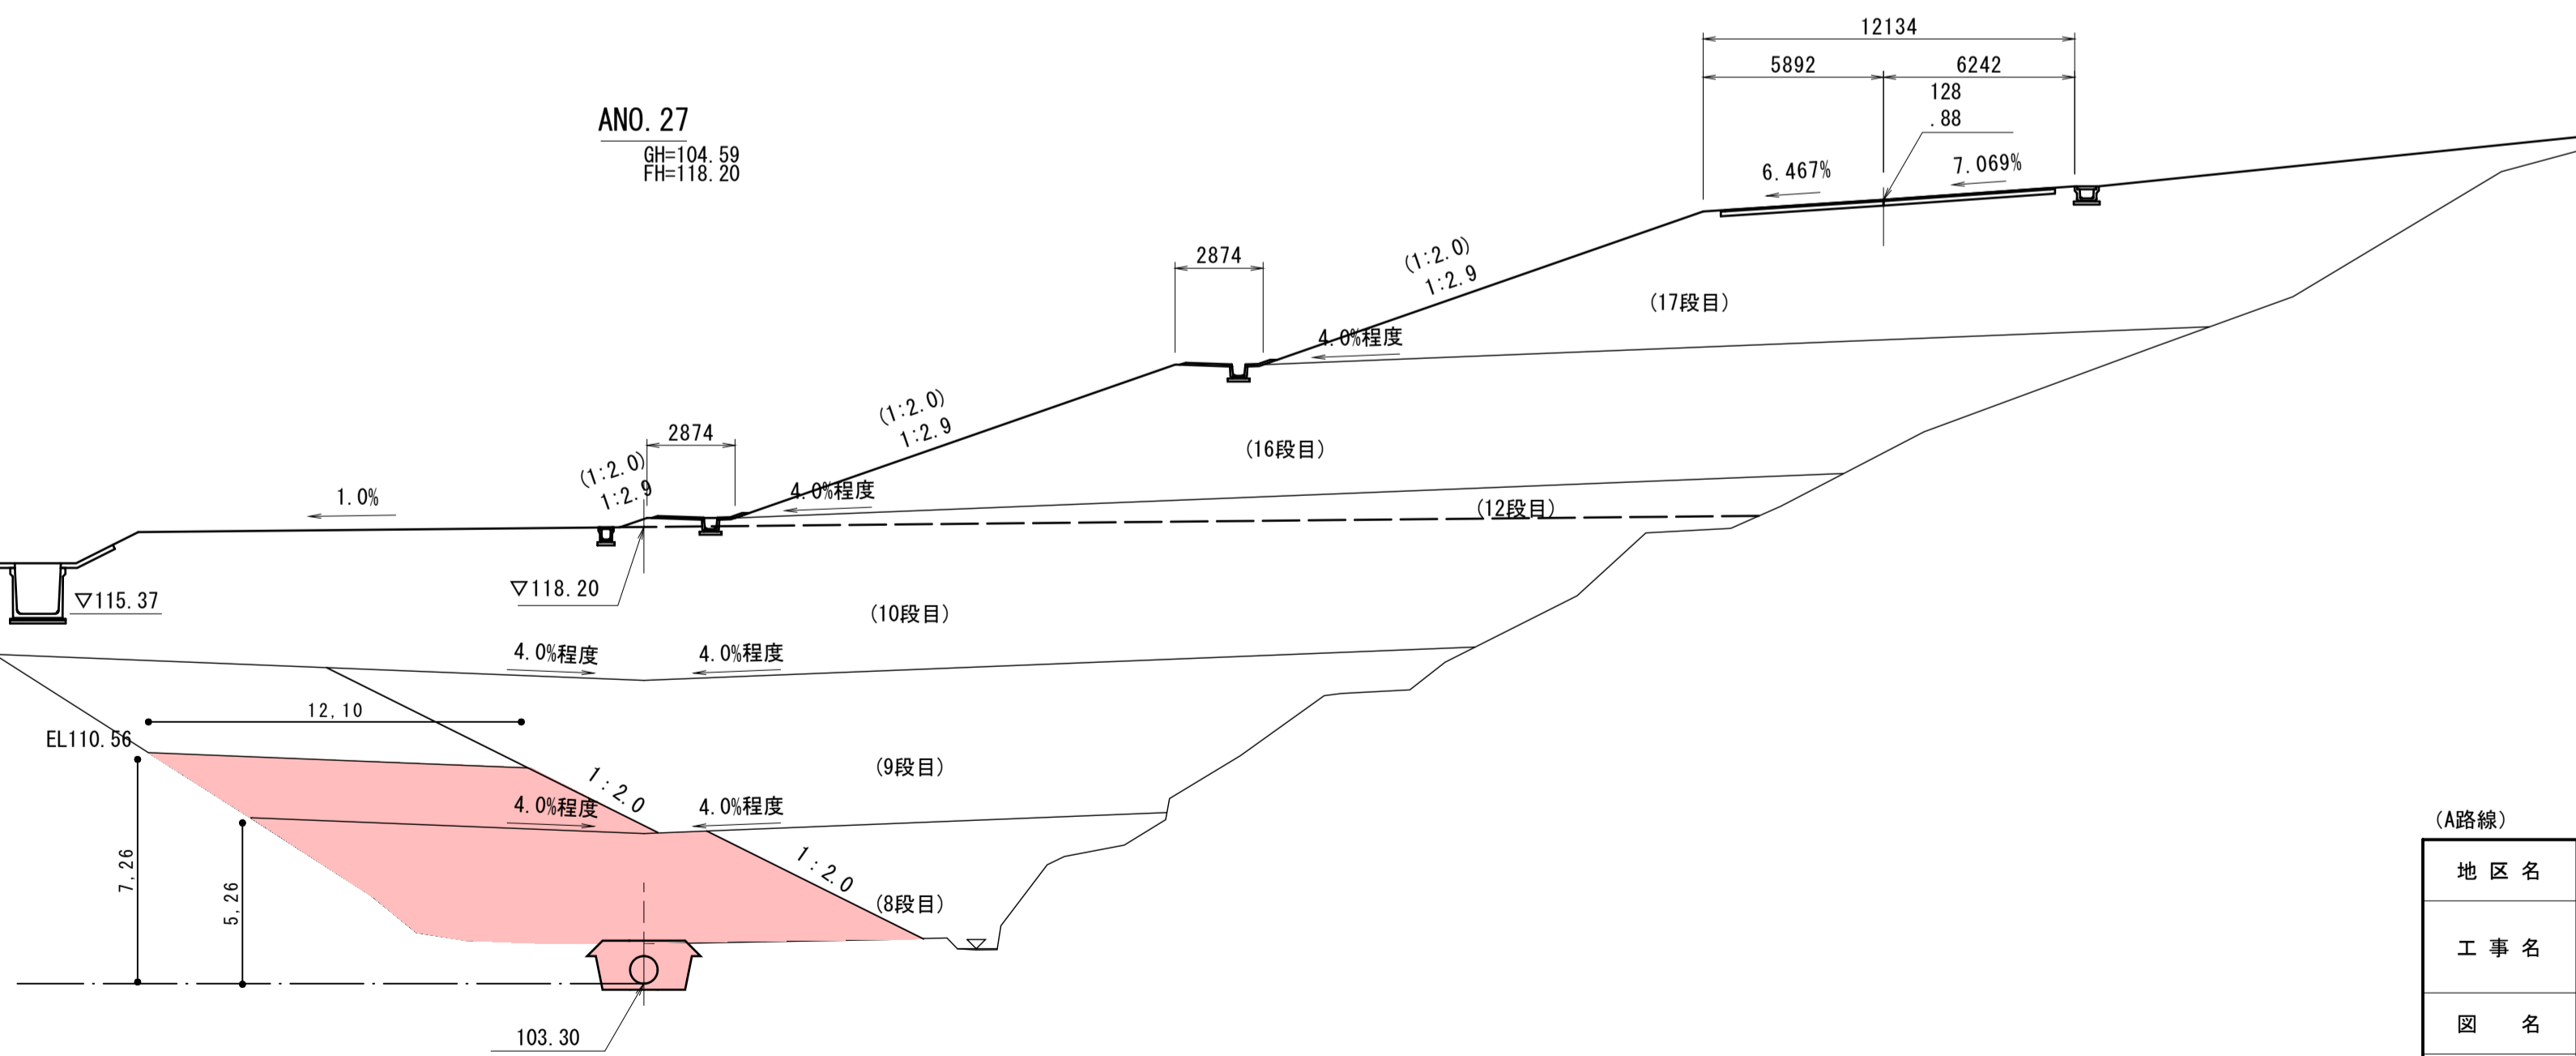 12134
5892
6242
128
.88
ANO.27
GH=104.59
FH=118.20
6.467%
7.069%
2874
(1:2.0)
1:2.9
(17段目)
4.0%程度
(1:2.0)
1:2.9
2874
(16段目)
(1:2.0)
1:2.9
4.0%程度
1.0%
(12段目)
▽118.20
▽115.37
(10段目)
4.0%程度
4.0%程度
12,10
EL110.56
(9段目)
1:2.0
4.0%程度
4.0%程度
7,26
5,26
1:2.0
(8段目)
▽
103.30
(A路線)
地区名
工事名
図名